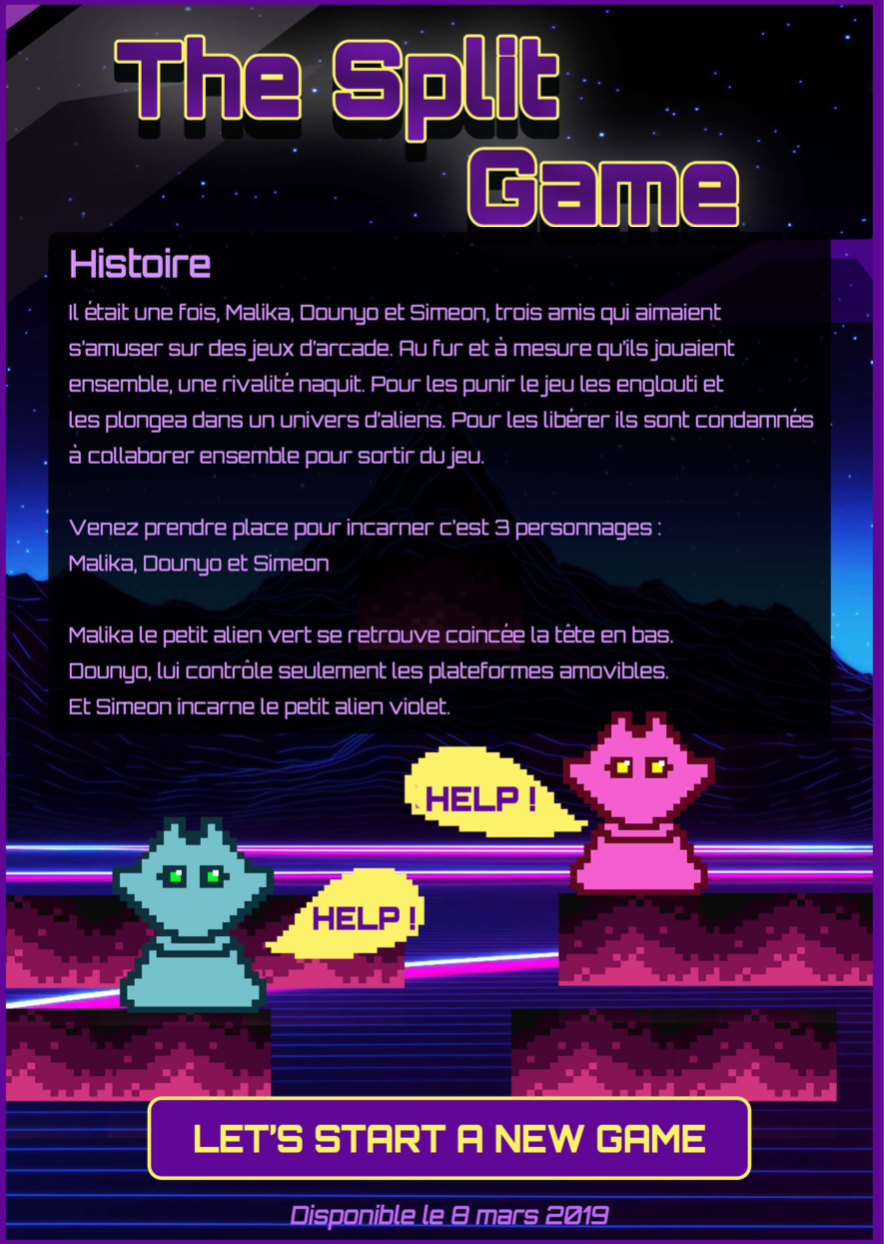 The Split
Game
Histoire
Il était une fois, Malika, Dounyo et Simeon, trois amis qui aimaient
s'amuser sur des jeux d'arcade. Au fur et à mesure qu'ils jouaient
ensemble, une rivalité naquit. Pour les punir le jeu les englouti et
les plongea dans un univers d'aliens. Pour les libérer ils sont condamnés
à collaborer ensemble pour sortir du jeu.
Venez prendre place pour incarner c'est 3 personnages :
Malika, Dounyo et Simeon
Malika le petit alien vert se retrouve coincée la tête en bas.
Dounyo, lui contrôle seulement les plateformes amovibles.
Et Simeon incarne le petit alien violet.
HELP !
HELP !
LET'S START A NEW GAME
Disponible le 8 mars 2019